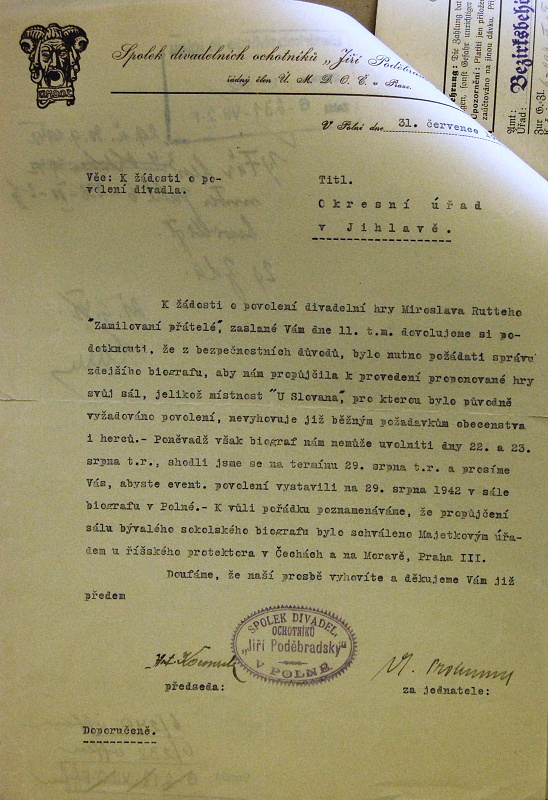 Spolek divadelních ochotníků „Jiří Poděbra
řádný člen Ú. M. D. O. Č. v Praze.
V Polné dne 31. července
Věc: K žádosti o po-
volení divadla.
Titl.
Okresní úřad
v Jihlavě.
K žádosti o povolení divadelní hry Miroslava Rutteho
"Zamilovaní přátelé", zaslané Vám dne 11. t.m. dovolujeme si po-
dotknouti, že z bezpečnostních důvodů, bylo nutno požádati správu
zdejšího biografu, aby nám propůjčila k provedení proponované hry
svůj sál, jelikož místnost "U Slovana", pro kterou bylo původně
vyžadováno povolení, nevyhovuje již běžným požadavkům obecenstva
i herců.- Poněvadž však biograf nám nemůže uvolniti dny 22. a 23.
srpna t.r., shodli jsme se na termínu 29. srpna t.r. a prosíme
Vás, abyste event. povolení vystavili na 29. srpna 1942 v sále
biografu v Polné.- K vůli pořádku poznamenáváme, že propůjčení
sálu bývalého sokolského biografu bylo schváleno Majetkovým úřa-
dem u říšského protektora v Čechách a na Moravě, Praha III.
Doufáme, že naší prosbě vyhovíte a děkujeme Vám již
předem
SPOLEK DIVADEL.
OCHOTNÍKŮ
„Jiří Poděbradský"
V POLNÉ
předseda:
za jednatele:
Doporučeně.
Bezirksbehö
Amt:
Úřad:
Zur G.-Z.